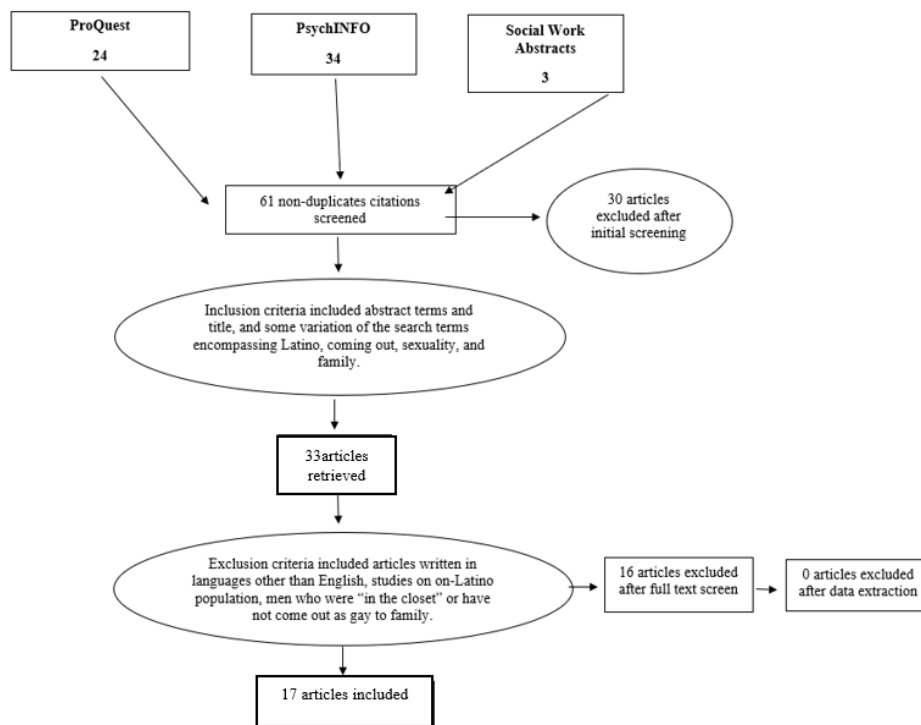 ProQuest
24
PsychINFO
34
Social Work
Abstracts
3
61 non-duplicates citations
screened
30 articles
excluded after
initial screening
Inclusion criteria included abstract terms and
title, and some variation of the search terms
encompassing Latino, coming out, sexuality, and
family.
33articles
retrieved
Exclusion criteria included articles written in
languages other than English, studies on on-Latino
population, men who were “in the closet” or have
not come out as gay to family.
16 articles excluded
after full text screen
0 articles excluded
after data extraction
17 articles included